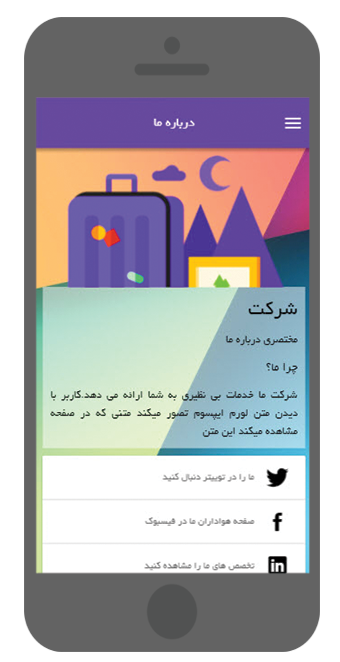 درباره ما
شرکت
مختصری درباره ما
چرا ما؟
شرکت ما خدمات بی نظیری به شما ارائه می دهد.کاربر با
دیدن متن لورم ایپسوم تصور میکند متنی که در صفحه
مشاهده میکند این متن
ما را در توییتر دنبال کنید
صفحه هواداران ما در فیسبوک
تخصص های ما را مشاهده کنید